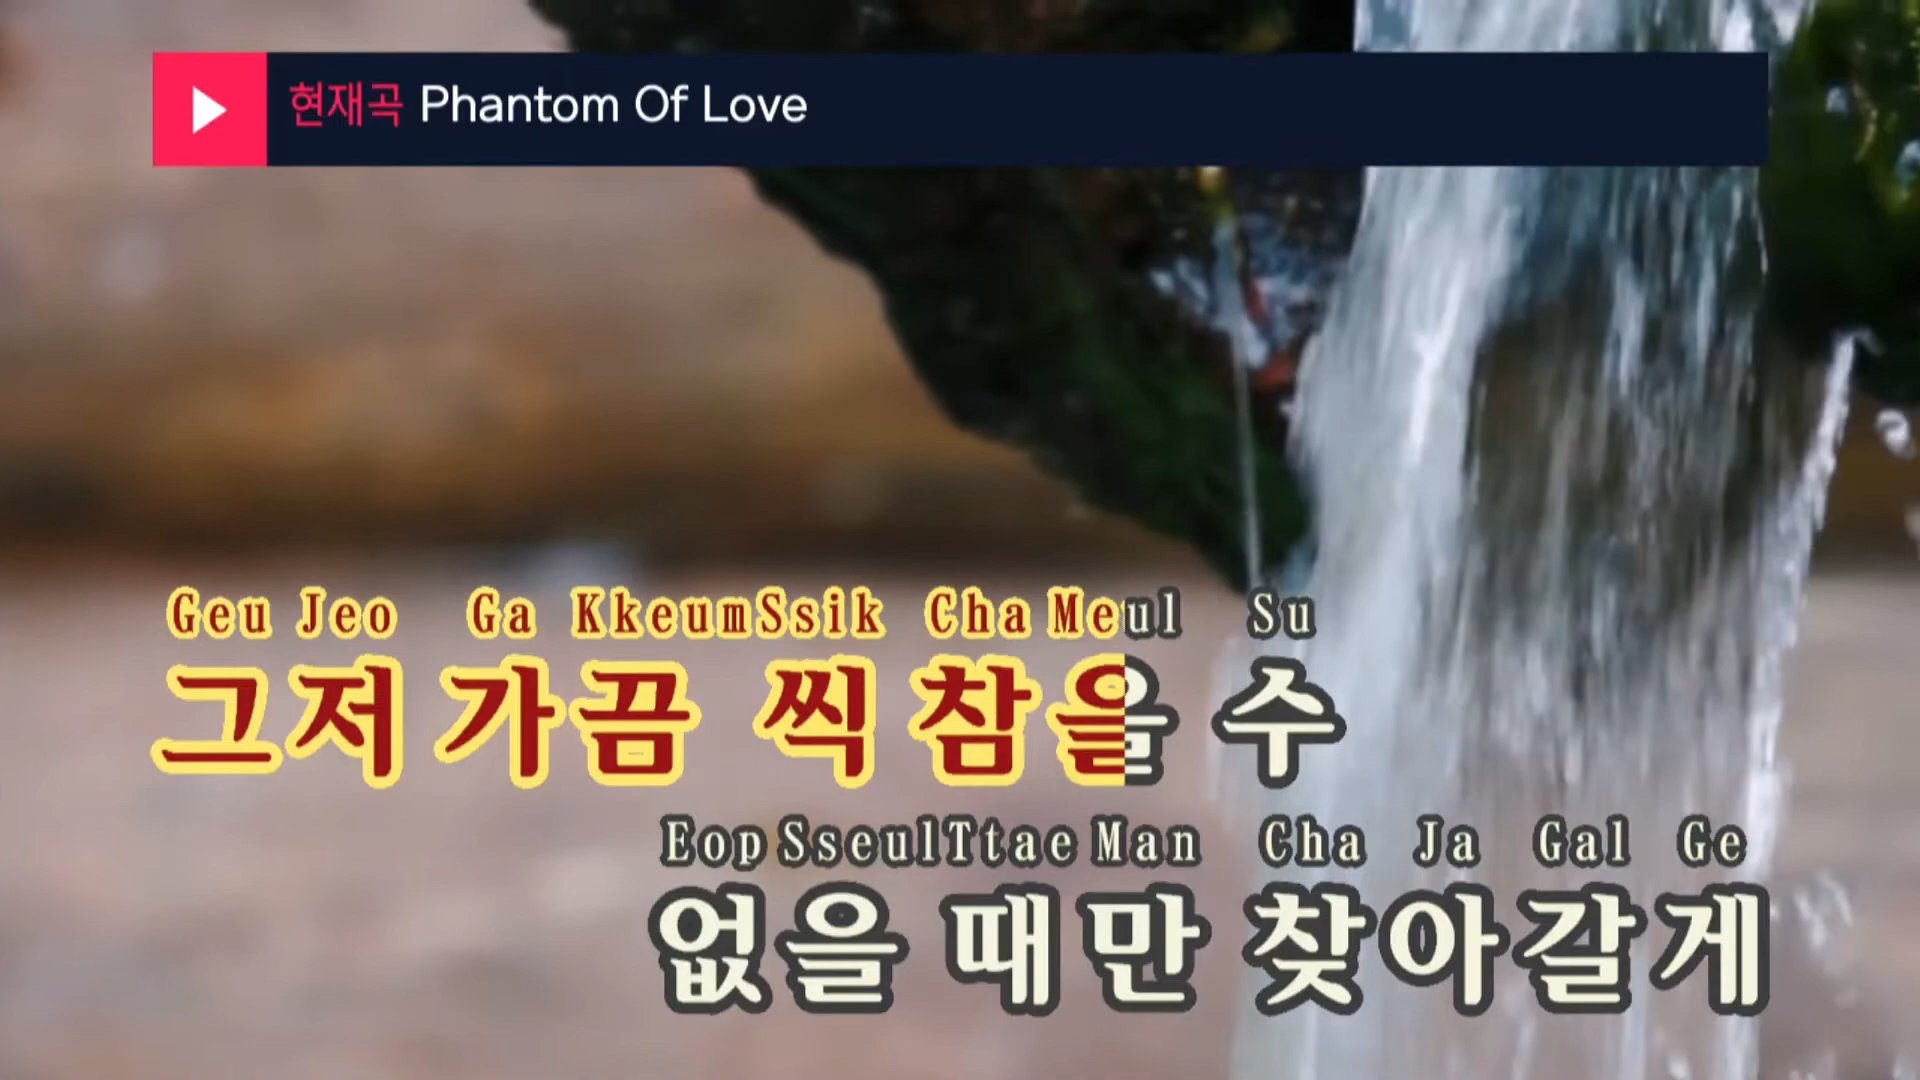 현재곡 Phantom Of Love
Geu Jeo Ga KkeumSsik Cha Meul Su
그저 가끔 씩 참을 수
Eop SseulTtae Man Cha Ja Gal Ge
없을 때만 찾아갈게